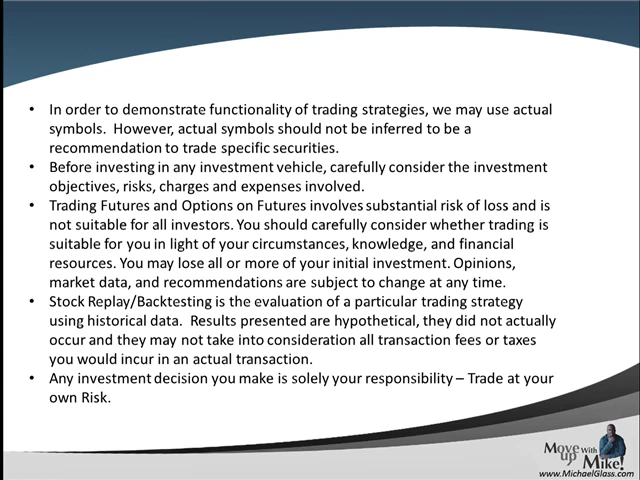 • In order to demonstrate functionality of trading strategies, we may use actual
symbols.  However, actual symbols should not be inferred to be a
recommendation to trade specific securities.
• Before investing in any investment vehicle, carefully consider the investment
objectives, risks, charges and expenses involved.
• Trading Futures and Options on Futures involves substantial risk of loss and is
not suitable for all investors. You should carefully consider whether trading is
suitable for you in light of your circumstances, knowledge, and financial
resources. You may lose all or more of your initial investment. Opinions,
market data, and recommendations are subject to change at any time.
• Stock Replay/Backtesting is the evaluation of a particular trading strategy
using historical data.  Results presented are hypothetical, they did not actually
occur and they may not take into consideration all transaction fees or taxes
you would incur in an actual transaction.
• Any investment decision you make is solely your responsibility – Trade at your
own Risk.
Move With
up Mike!
www.MichaelGlass.com